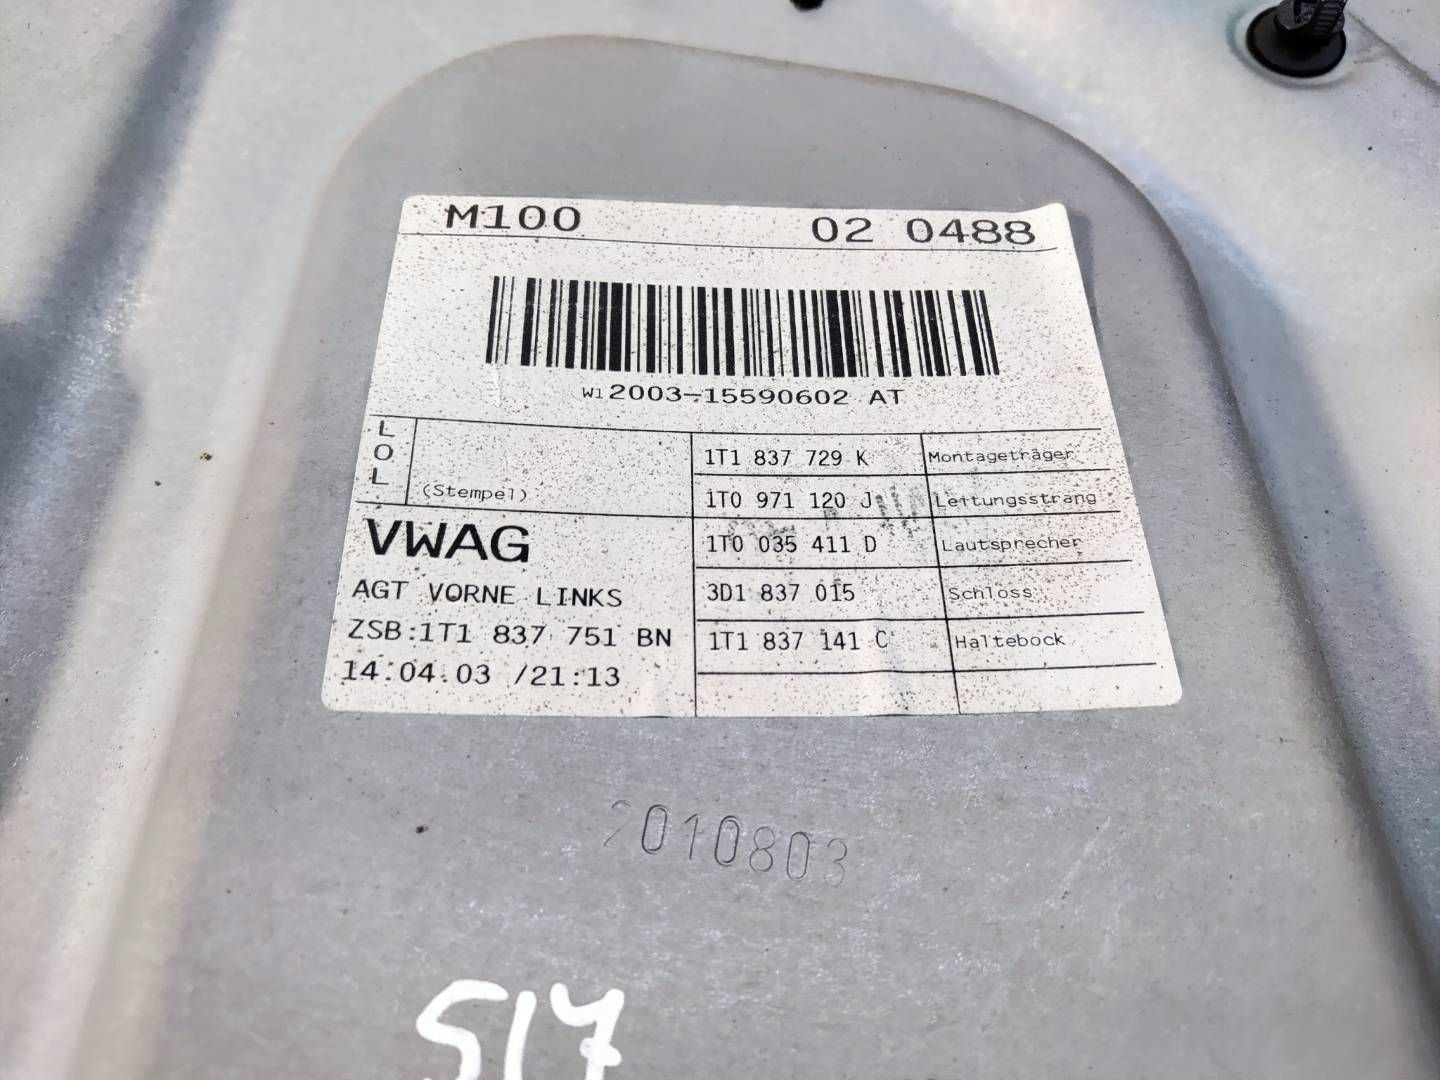 M100 02 0488
W12003-15590602 AT
LOL
(Stempel)
VWAG
AGT VORNE LINKS
ZSB:1T1 837 751 BN
14.04.03 /21:13
1T1 837 729 K Montageträger
1T0 971 120 J Leitungsstrang
1T0 035 411 D Lautsprecher
3D1 837 015 Schloss
1T1 837 141 C Haltebock
2010803
517